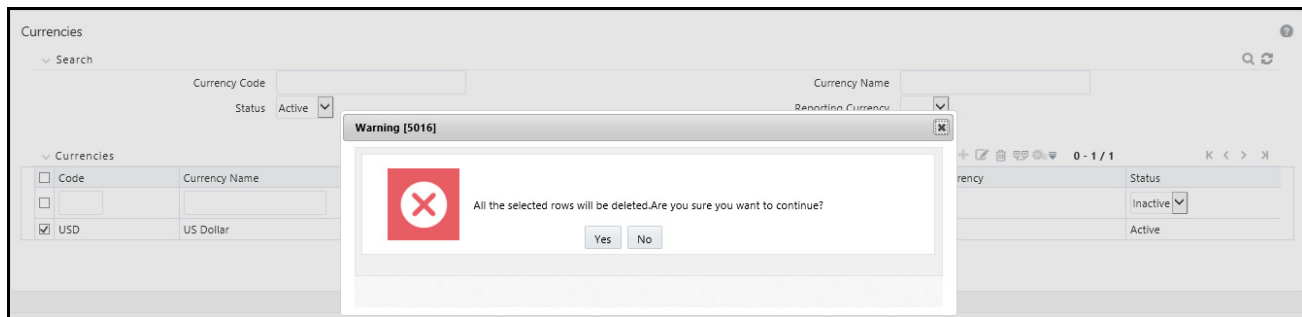 Currencies
Search
Currency Code
Currency Name
Status Active
Reporting Currency
Warning [5016]
Currencies
0 - 1 / 1
Code Currency Name rency Status
Inactive
USD US Dollar Active
All the selected rows will be deleted.Are you sure you want to continue?
Yes No